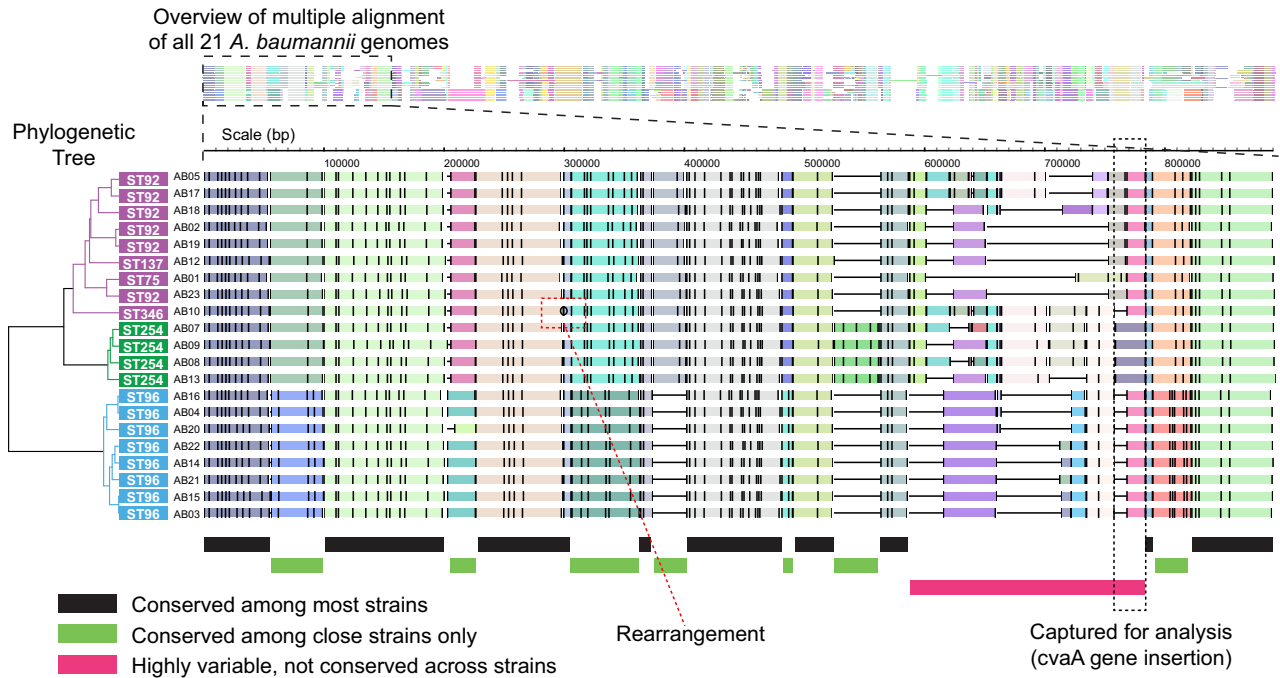 Overview of multiple alignment
of all 21 A. baumannii genomes
Phylogenetic
Tree
Scale (bp)
100000 200000 300000 400000 500000 600000 700000 800000
ST92 AB05
ST92 AB17
ST92 AB18
ST92 AB02
ST92 AB19
ST137 AB12
ST75 AB01
ST92 AB23
ST346 AB10
ST254 AB07
ST254 AB09
ST254 AB08
ST254 AB13
ST96 AB16
ST96 AB04
ST96 AB20
ST96 AB22
ST96 AB14
ST96 AB21
ST96 AB15
ST96 AB03
Conserved among most strains
Conserved among close strains only
Highly variable, not conserved across strains
Rearrangement
Captured for analysis
(cvaA gene insertion)